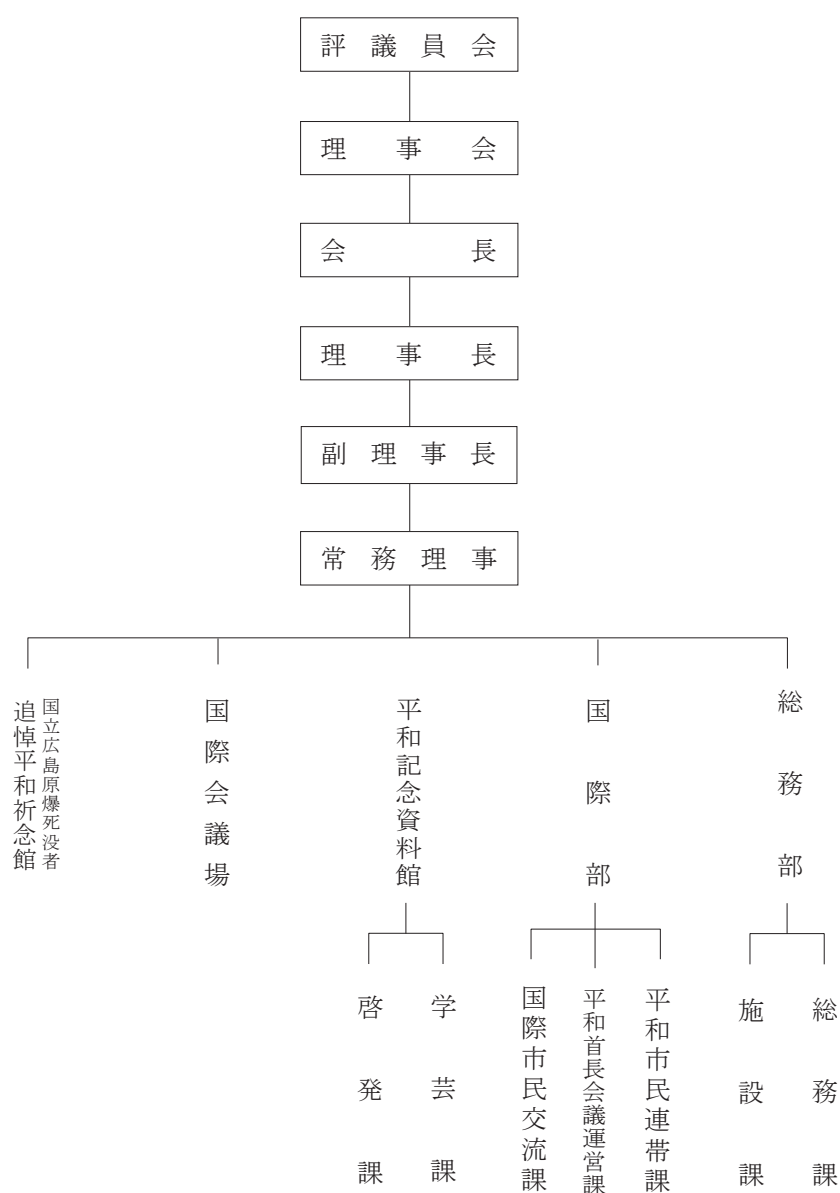 評議員会
理事会
会長
理事長
副理事長
常務理事
総務部
国際部
平和記念資料館
国際会議場
国立広島原爆死没者
追悼平和祈念館
総務課
施設課
平和市民連帯課
平和首長会議運営課
国際市民交流課
学芸課
啓発課